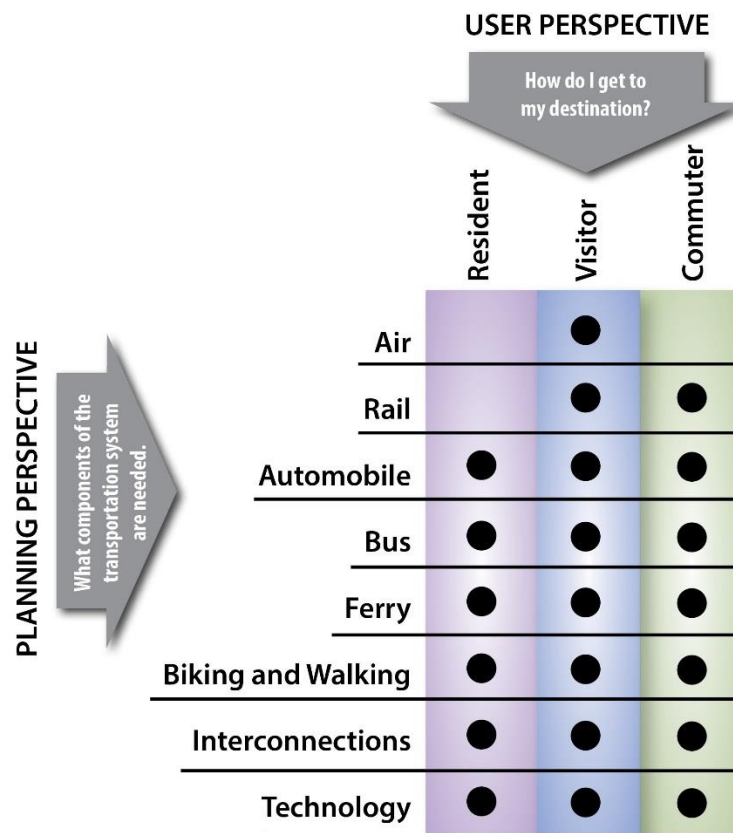 USER PERSPECTIVE
How do I get to
my destination?
Resident
Visitor
Commuter
PLANNING PERSPECTIVE
What components of the
transportation system
are needed.
Air
Rail
Automobile
Bus
Ferry
Biking and Walking
Interconnections
Technology